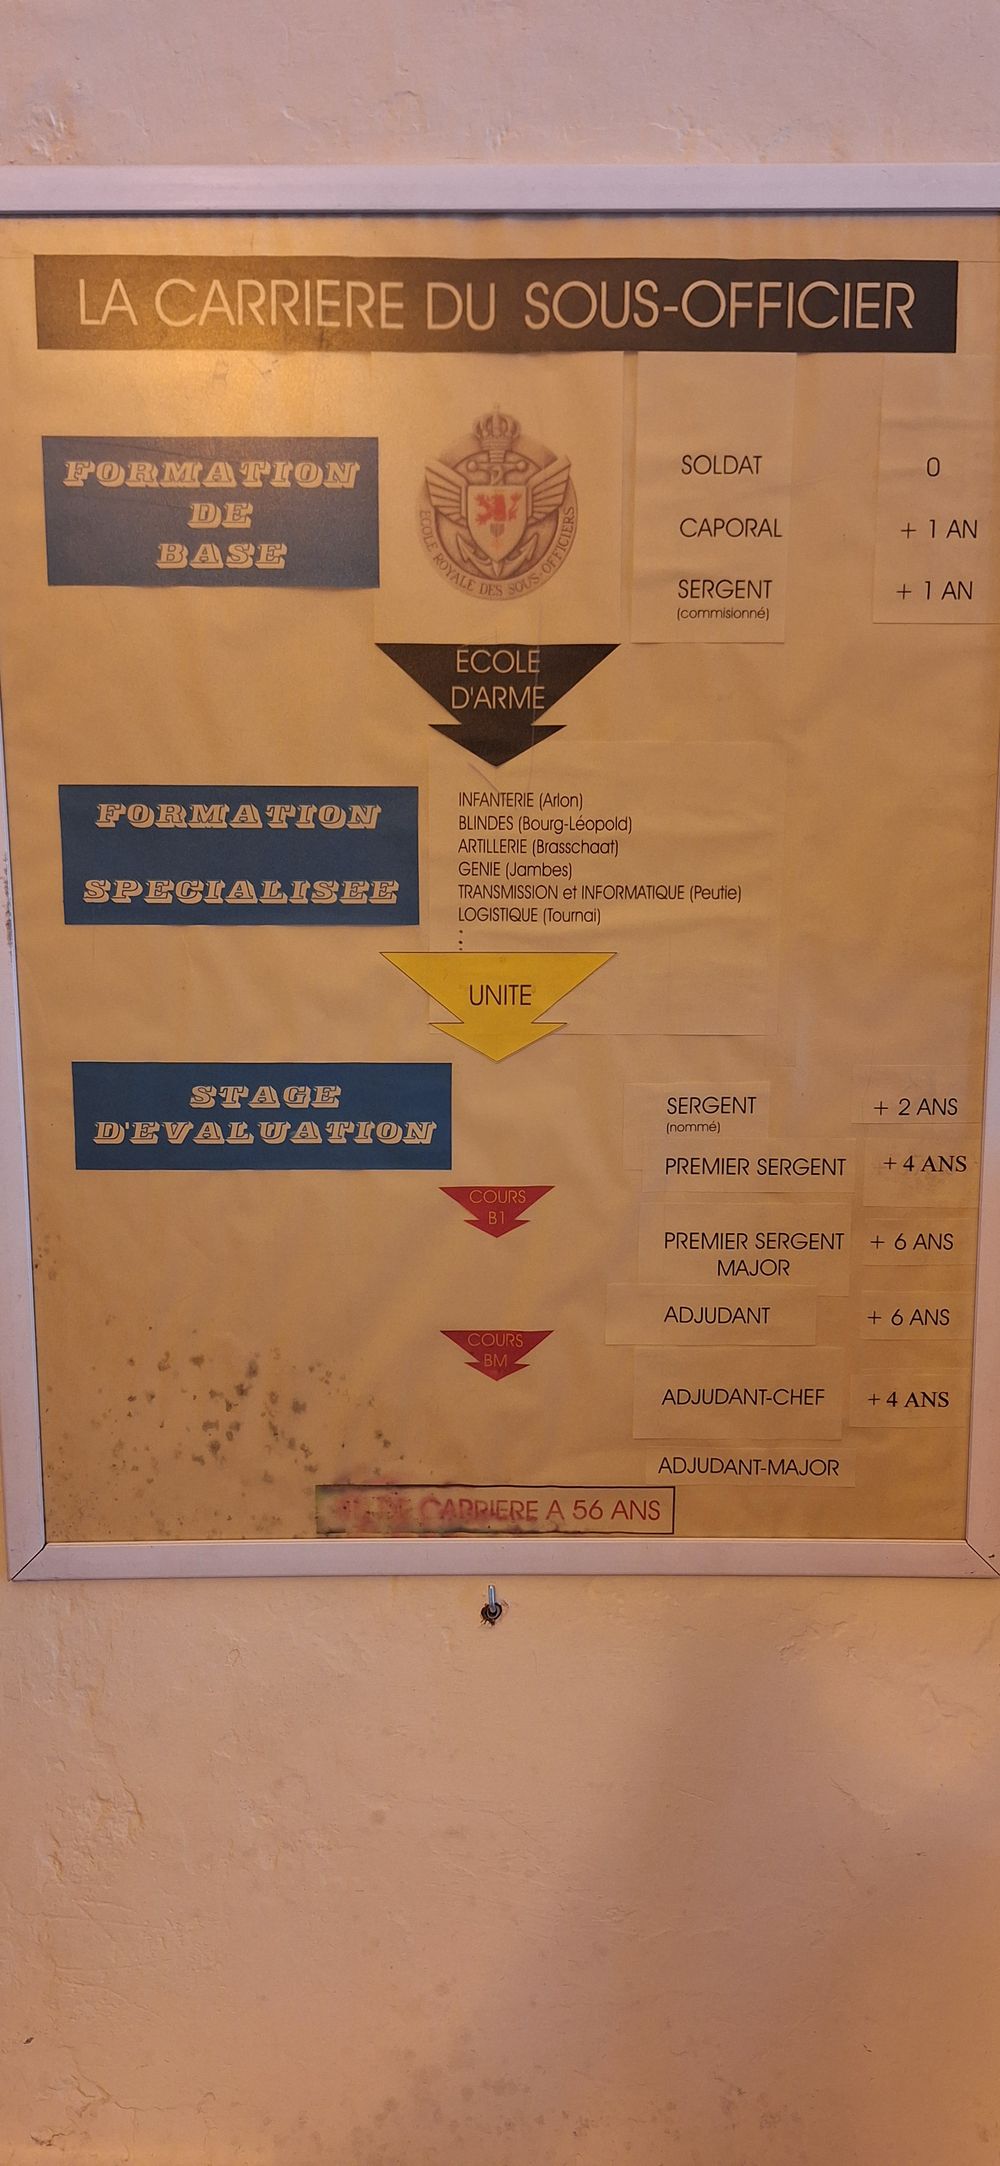 LA CARRIERE DU SOUS-OFFICIER
FORMATION
DE
BASE
ECOLE ROYALE DES SOUS-OFFICIERS
SOLDAT 0
CAPORAL + 1 AN
SERGENT + 1 AN
(commisionné)
ECOLE
D'ARME
FORMATION
SPECIALISEE
INFANTERIE (Arlon)
BLINDES (Bourg-Léopold)
ARTILLERIE (Brasschaat)
GENIE (Jambes)
TRANSMISSION et INFORMATIQUE (Peutie)
LOGISTIQUE (Tournai)
UNITE
STAGE
D'EVALUATION
SERGENT + 2 ANS
(nommé)
PREMIER SERGENT + 4 ANS
COURS
B1
PREMIER SERGENT + 6 ANS
MAJOR
ADJUDANT + 6 ANS
COURS
BM
ADJUDANT-CHEF + 4 ANS
ADJUDANT-MAJOR
CARRIERE A 56 ANS